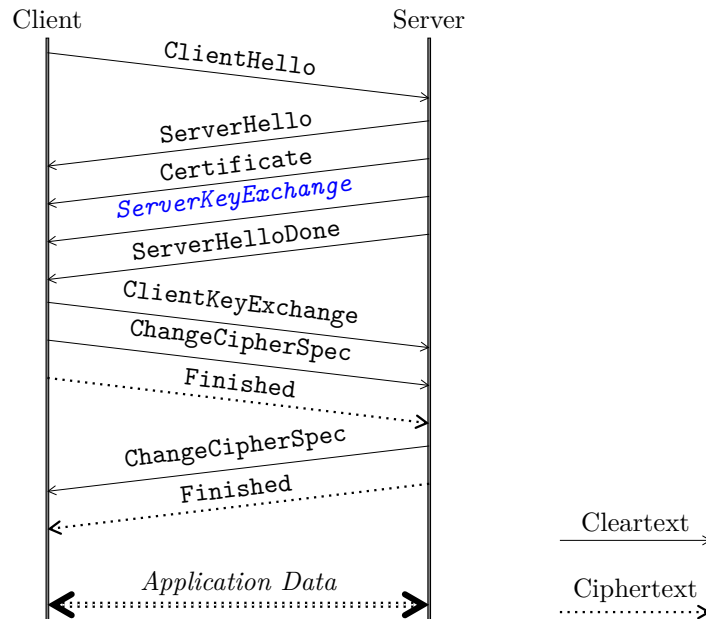 Client
Server
ClientHello
ServerHello
Certificate
ServerKeyExchange
ServerHelloDone
ClientKeyExchange
ChangeCipherSpec
Finished
ChangeCipherSpec
Finished
Cleartext
Application Data
Ciphertext